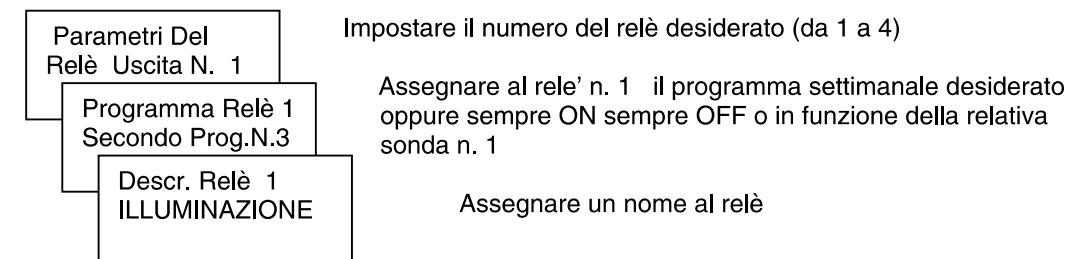 Parametri Del
Relè Uscita N. 1
Impostare il numero del relè desiderato (da 1 a 4)
Programma Relè 1
Secondo Prog.N.3
Assegnare al rele' n. 1 il programma settimanale desiderato
oppure sempre ON sempre OFF o in funzione della relativa
sonda n. 1
Descr. Relè 1
ILLUMINAZIONE
Assegnare un nome al relè